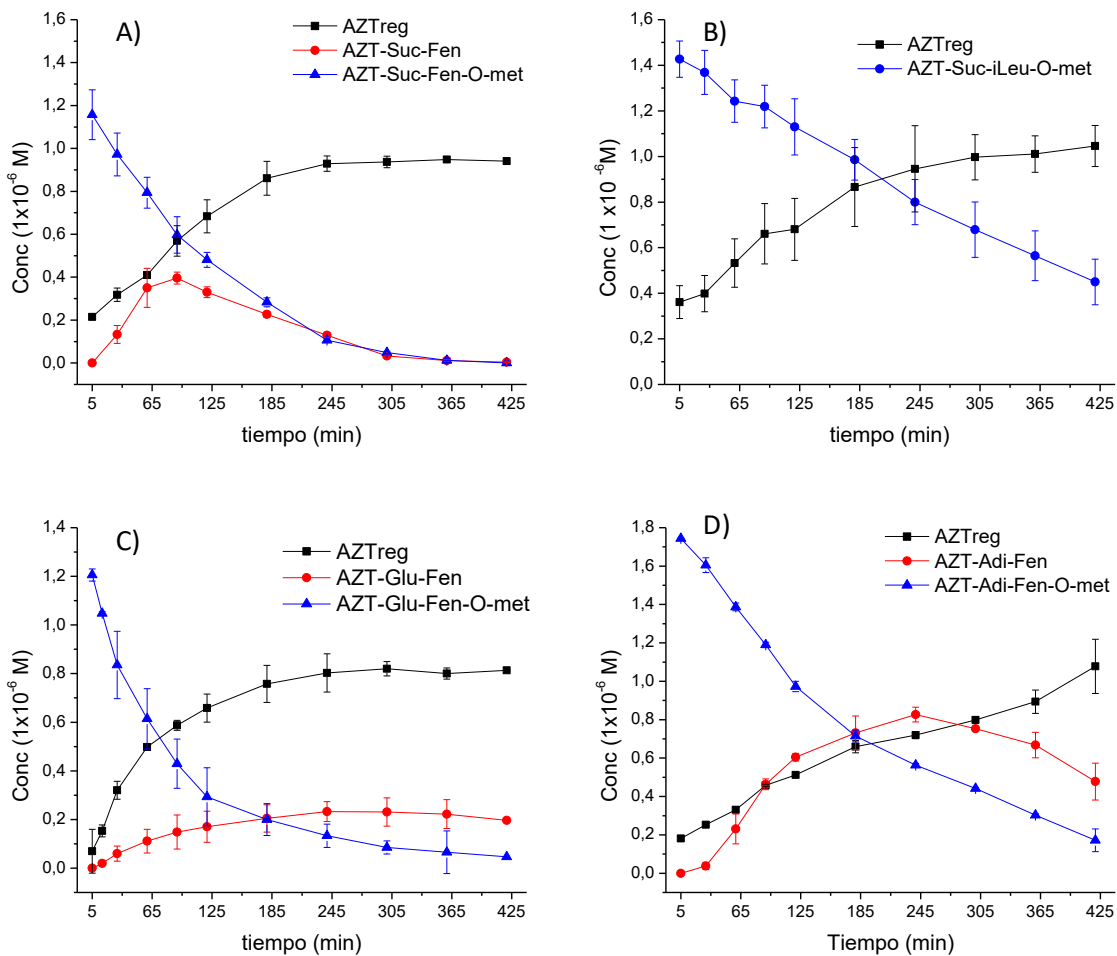 A)
AZTreg
AZT-Suc-Fen
AZT-Suc-Fen-O-met
1,6
1,4
1,2
1,0
0,8
0,6
0,4
0,2
0,0
Conc (1x10⁻⁶ M)
5 65 125 185 245 305 365 425
tiempo (min)
B)
AZTreg
AZT-Suc-iLeu-O-met
1,6
1,4
1,2
1,0
0,8
0,6
0,4
0,2
0,0
Conc (1 x10 ⁻⁶ M)
5 65 125 185 245 305 365 425
tiempo (min)
C)
AZTreg
AZT-Glu-Fen
AZT-Glu-Fen-O-met
1,4
1,2
1,0
0,8
0,6
0,4
0,2
0,0
Conc (1x10⁻⁶ M)
5 65 125 185 245 305 365 425
tiempo (min)
D)
AZTreg
AZT-Adi-Fen
AZT-Adi-Fen-O-met
1,8
1,6
1,4
1,2
1,0
0,8
0,6
0,4
0,2
0,0
Conc (1x10⁻⁶ M)
5 65 125 185 245 305 365 425
Tiempo (min)